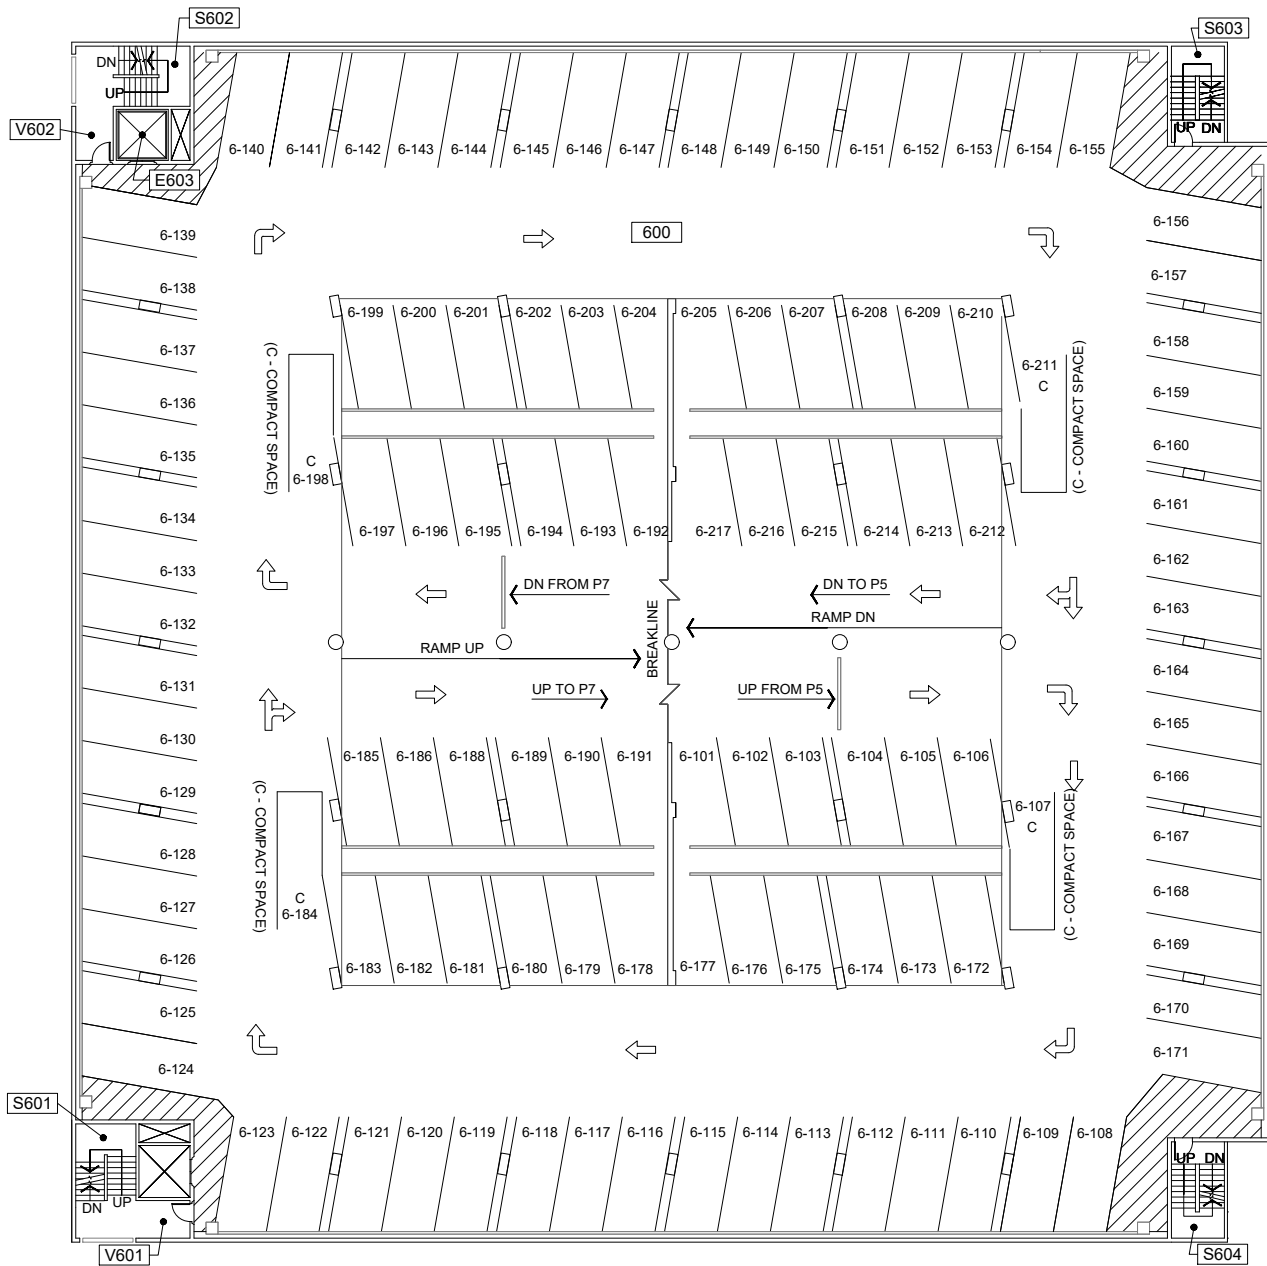 S602
S603
DN
UP
V602
E603
UP DN
6-140 6-141 6-142 6-143 6-144 6-145 6-146 6-147 6-148 6-149 6-150 6-151 6-152 6-153 6-154 6-155
6-139
6-138
6-137
6-136
6-135
6-134
6-133
6-132
6-131
6-130
6-129
6-128
6-127
6-126
6-125
6-124
600
6-156
6-157
6-158
6-159
6-160
6-161
6-162
6-163
6-164
6-165
6-166
6-167
6-168
6-169
6-170
6-171
6-199 6-200 6-201 6-202 6-203 6-204 6-205 6-206 6-207 6-208 6-209 6-210
(C - COMPACT SPACE)
C
6-198
6-211
C
(C - COMPACT SPACE)
6-197 6-196 6-195 6-194 6-193 6-192 6-217 6-216 6-215 6-214 6-213 6-212
DN FROM P7
DN TO P5
RAMP UP
BREAKLINE
RAMP DN
UP TO P7
UP FROM P5
6-185 6-186 6-188 6-189 6-190 6-191 6-101 6-102 6-103 6-104 6-105 6-106
(C - COMPACT SPACE)
C
6-184
6-107
C
(C - COMPACT SPACE)
6-183 6-182 6-181 6-180 6-179 6-178 6-177 6-176 6-175 6-174 6-173 6-172
S601
DN
UP
V601
6-123 6-122 6-121 6-120 6-119 6-118 6-117 6-116 6-115 6-114 6-113 6-112 6-111 6-110 6-109 6-108
UP DN
S604